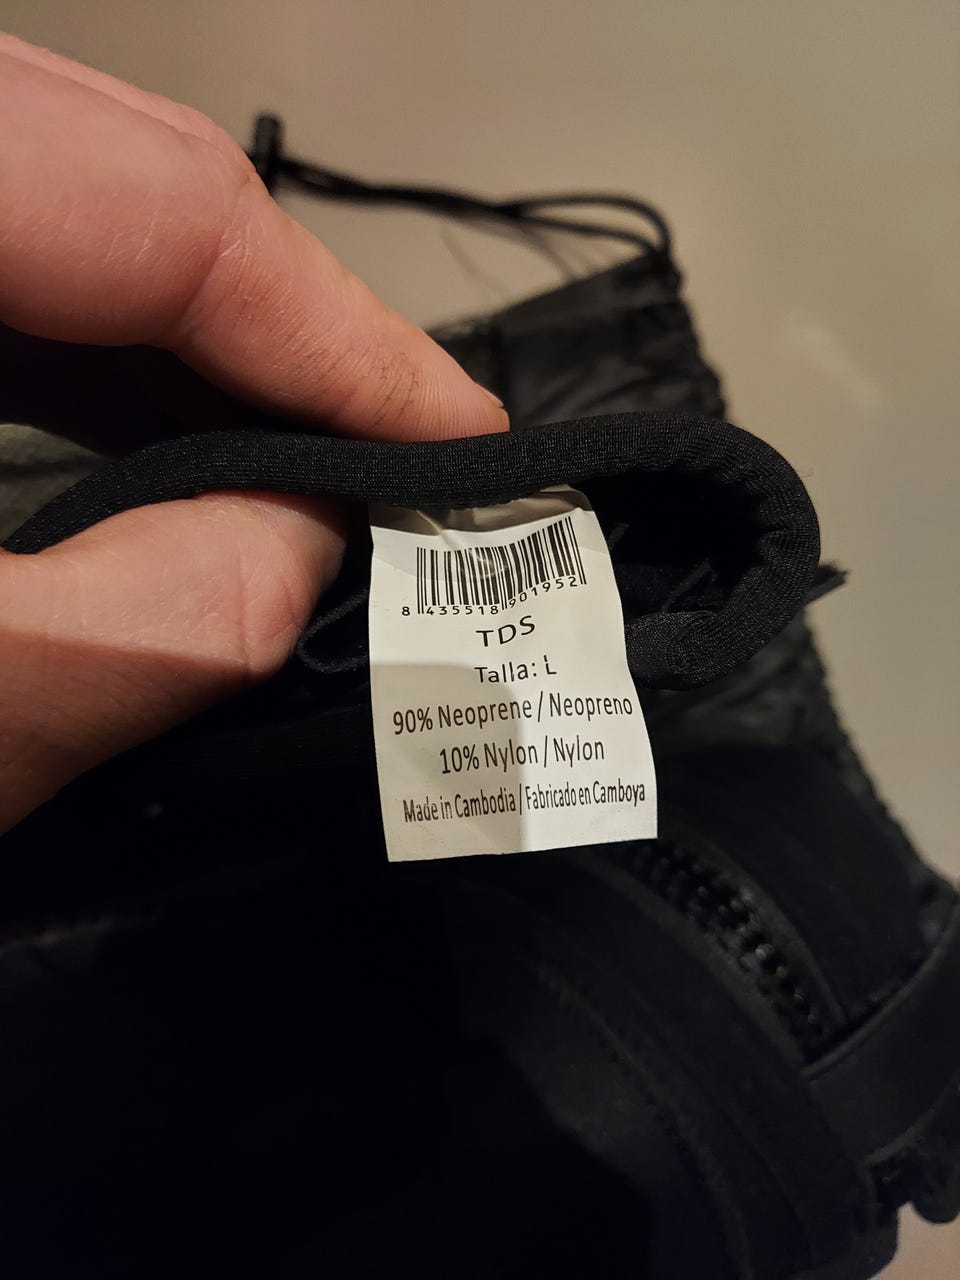 8 435518 901952
TDS
Talla: L
90% Neoprene / Neopreno
10% Nylon / Nylon
Made in Cambodia / Fabricado en Camboya